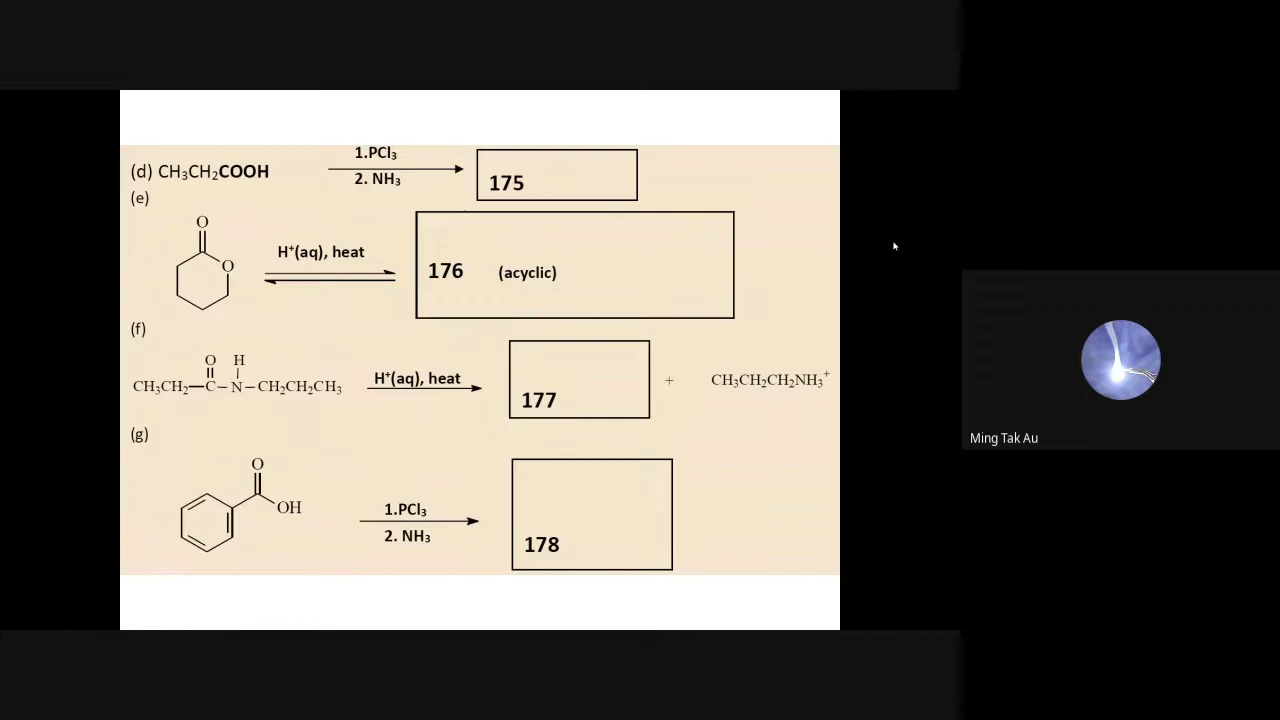 1.PCl₃
(d) CH₃CH₂COOH
2. NH₃
175
(e)
O
O
H⁺(aq), heat
176 (acyclic)
(f)
O H
CH₃CH₂—C—N—CH₂CH₂CH₃
H⁺(aq), heat
177
+ CH₃CH₂CH₂NH₃⁺
(g)
O
OH
1.PCl₃
2. NH₃
178
Ming Tak Au